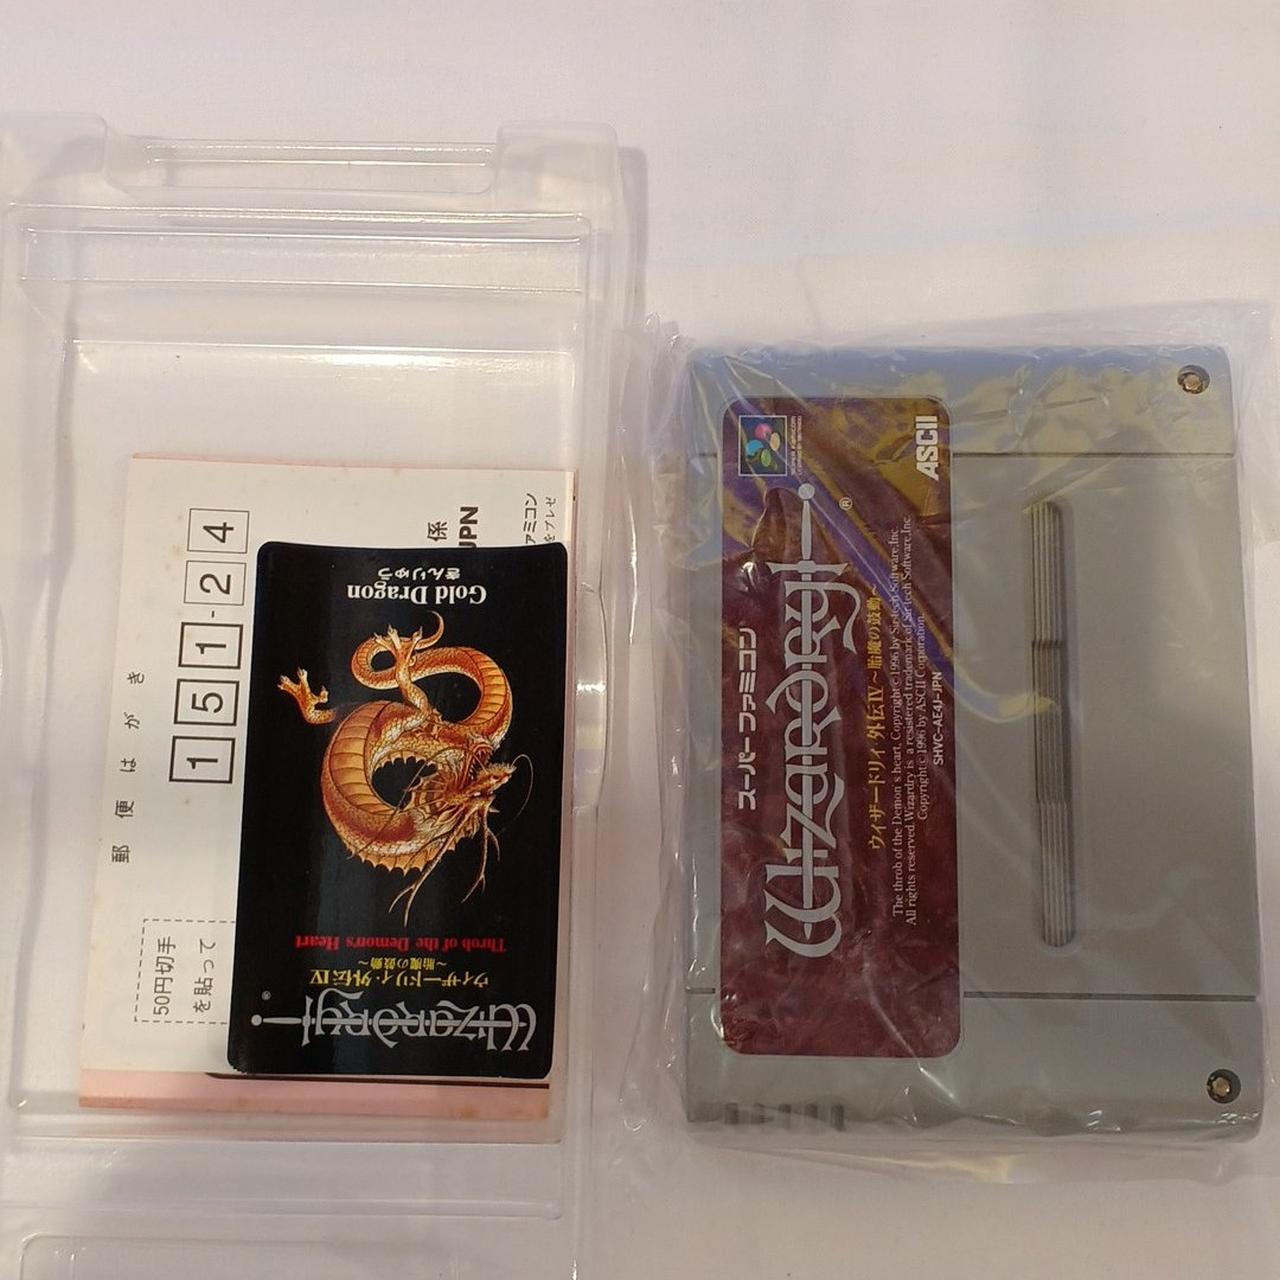 郵便はがき
1 5 1-2 4
50円切手
を貼って
係
JPN
Gold Dragon
きんりゅう
Throb of the Demon's Heart
～胎魔の鼓動～
ウィザードリィ・外伝IV
Wizardry®
スーパーファミコン
Wizardry®
ウィザードリィ 外伝IV～胎魔の鼓動～
The throb of the Demon's heart, Copyright © 1996 by Sir-tech Software,Inc.
All rights reserved. Wizardry is a registered trademark of Sir-tech Software,Inc.
Copyright © 1996 by ASCII Corporation.
SHVC-AE4J-JPN
SUPER FAMICOM
ASCII